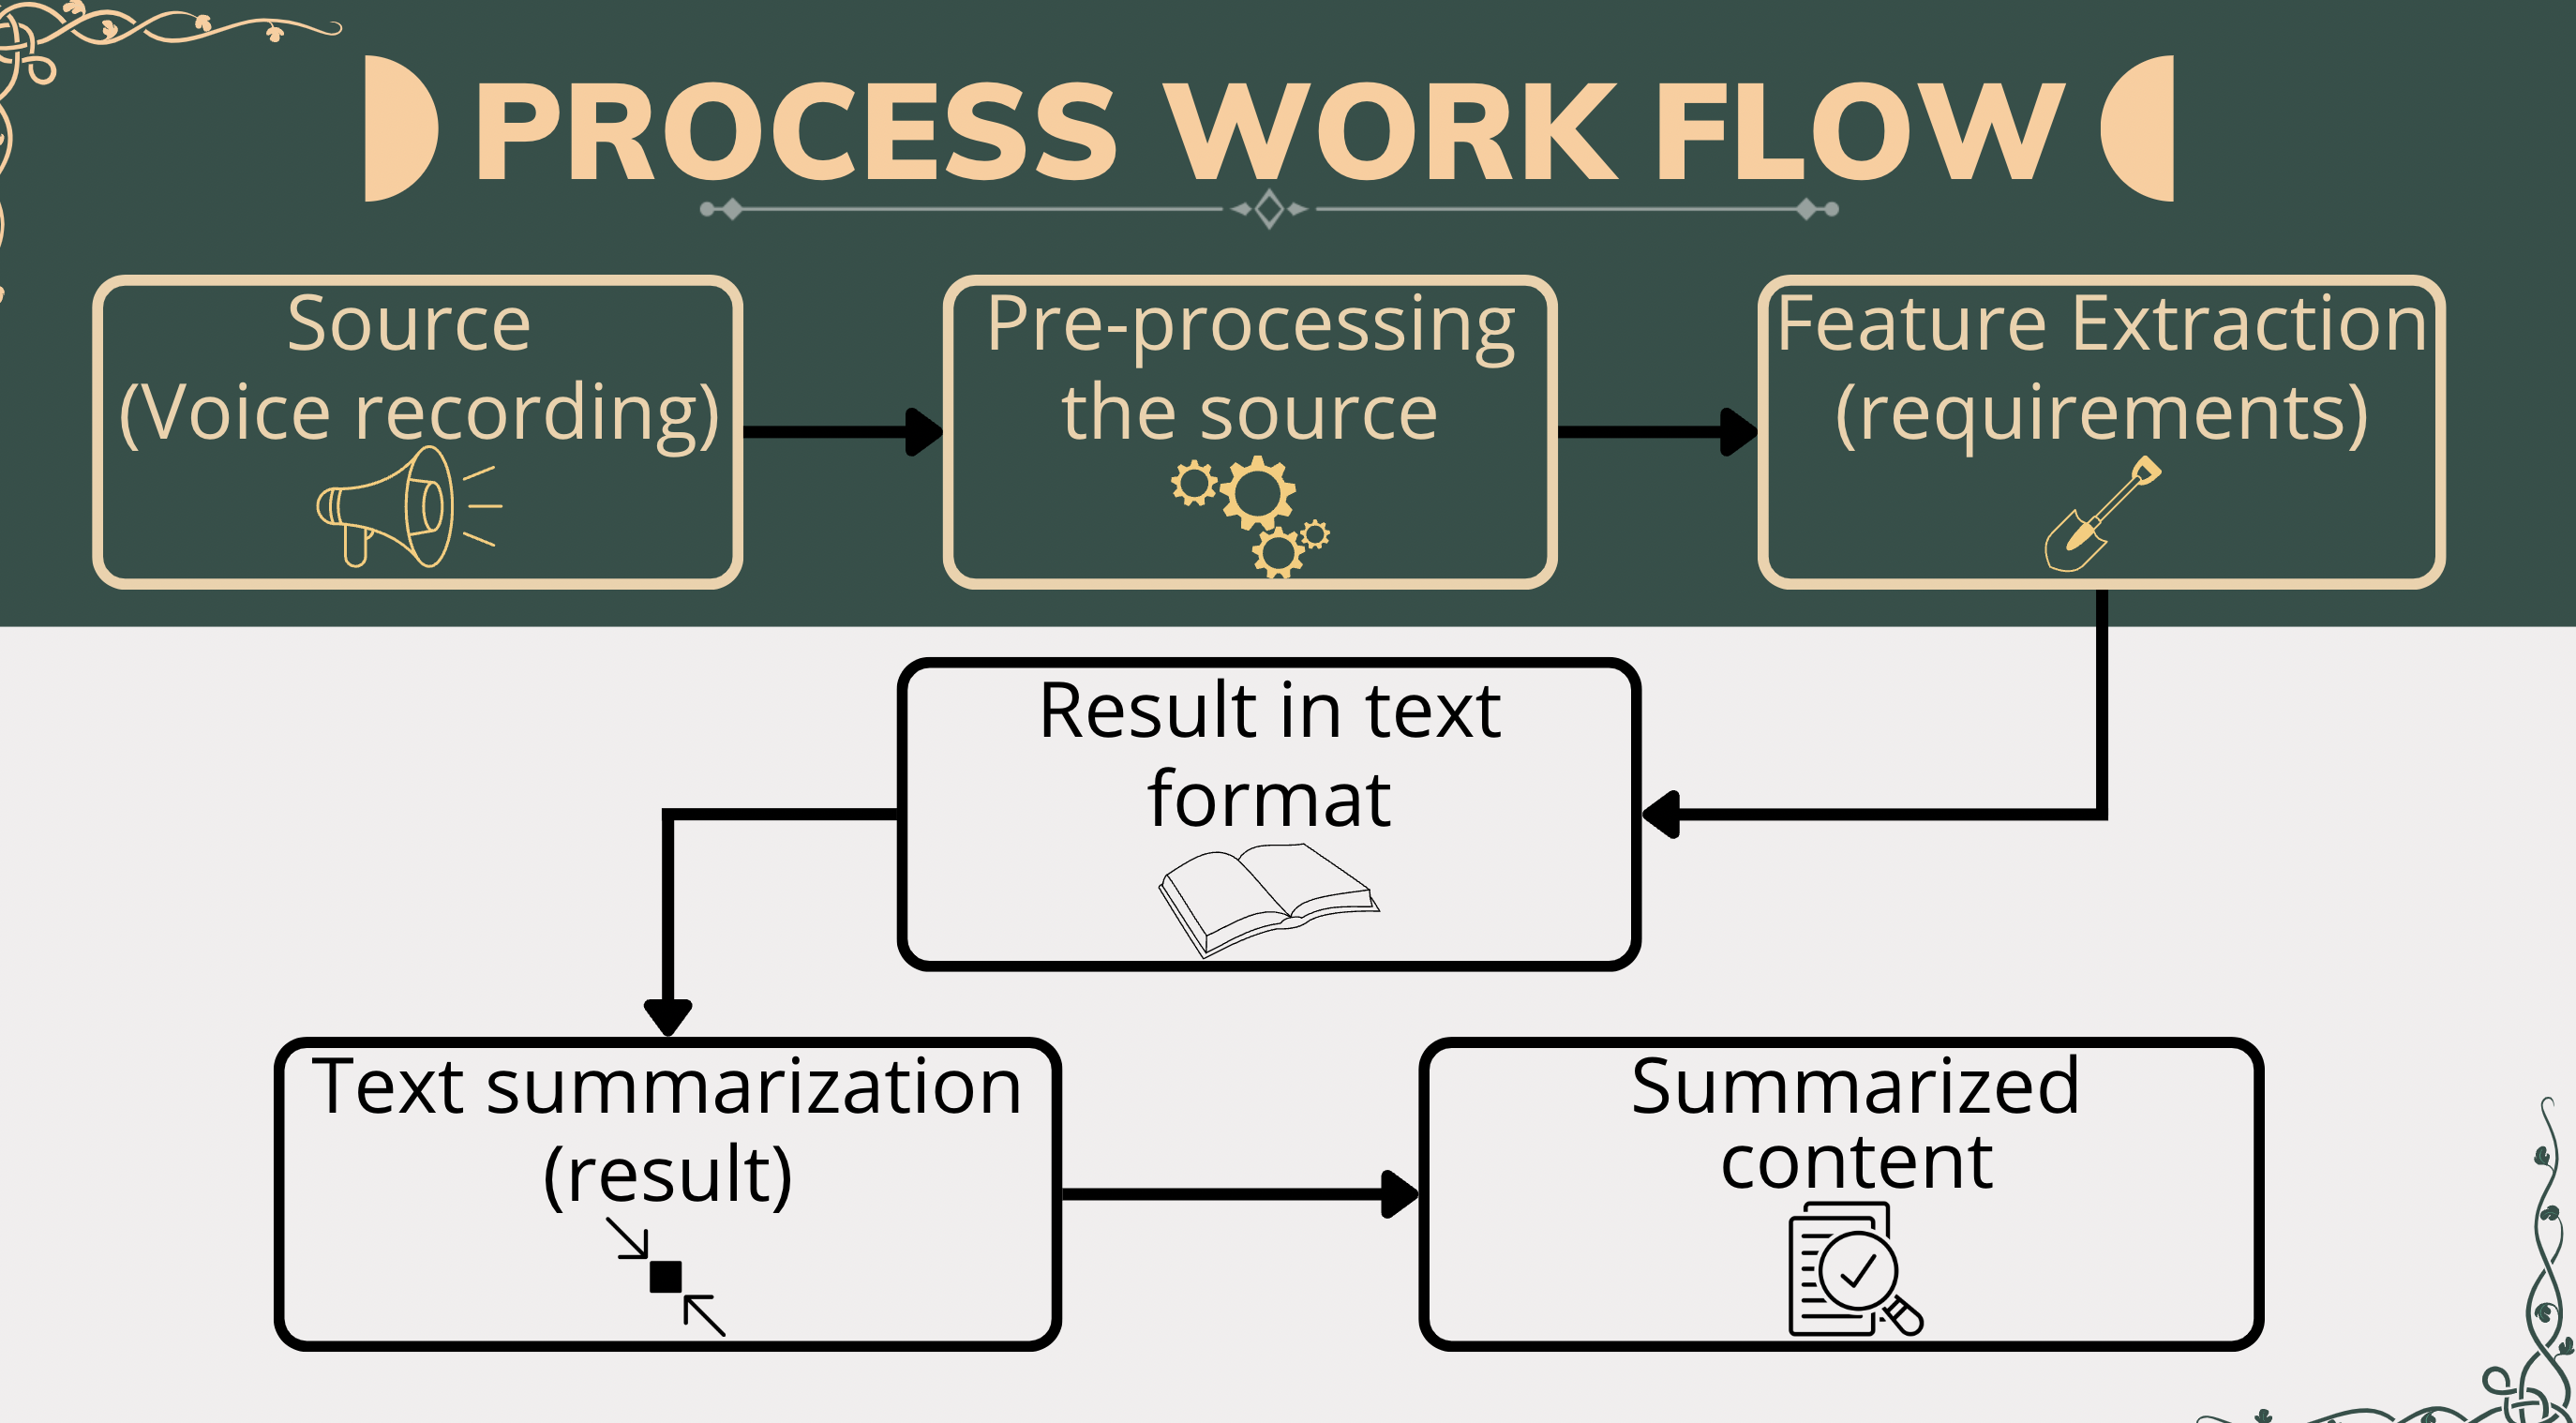 PROCESS WORK FLOW
Source
(Voice recording)
Pre-processing
the source
Feature Extraction
(requirements)
Result in text
format
Text summarization
(result)
Summarized
content